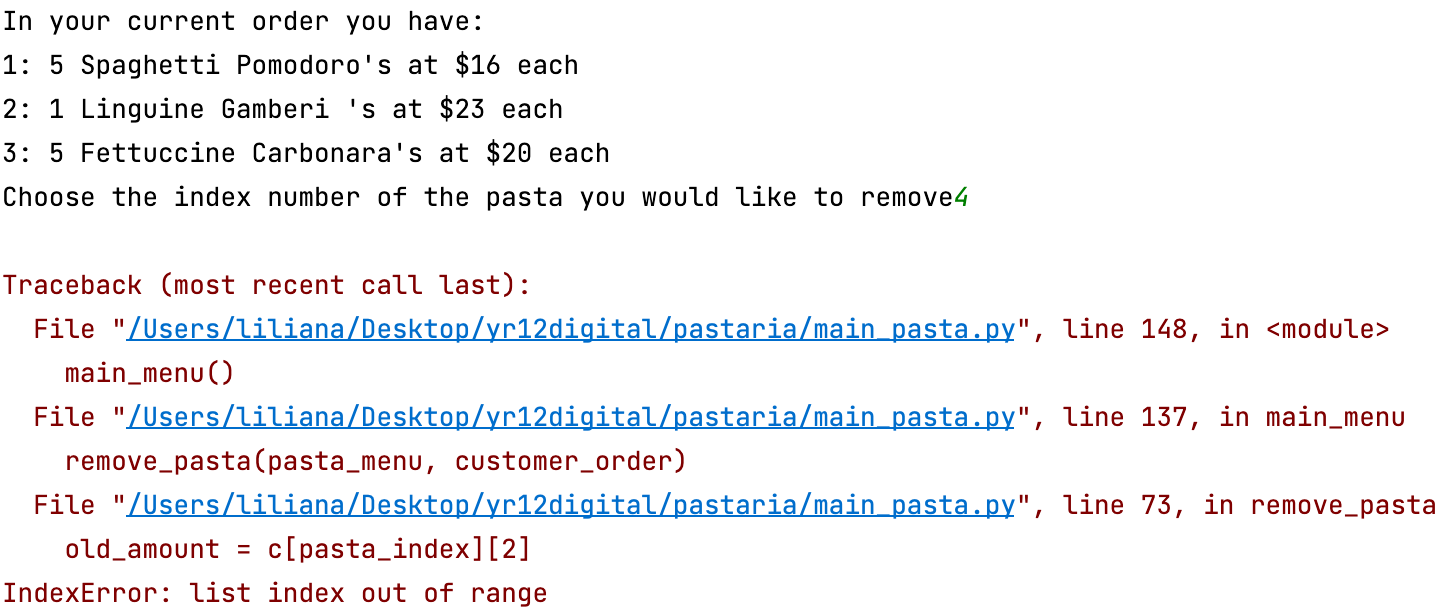 In your current order you have:
1: 5 Spaghetti Pomodoro's at $16 each
2: 1 Linguine Gamberi 's at $23 each
3: 5 Fettuccine Carbonara's at $20 each
Choose the index number of the pasta you would like to remove4
Traceback (most recent call last):
  File "/Users/liliana/Desktop/yr12digital/pastaria/main_pasta.py", line 148, in <module>
    main_menu()
  File "/Users/liliana/Desktop/yr12digital/pastaria/main_pasta.py", line 137, in main_menu
    remove_pasta(pasta_menu, customer_order)
  File "/Users/liliana/Desktop/yr12digital/pastaria/main_pasta.py", line 73, in remove_pasta
    old_amount = c[pasta_index][2]
IndexError: list index out of range